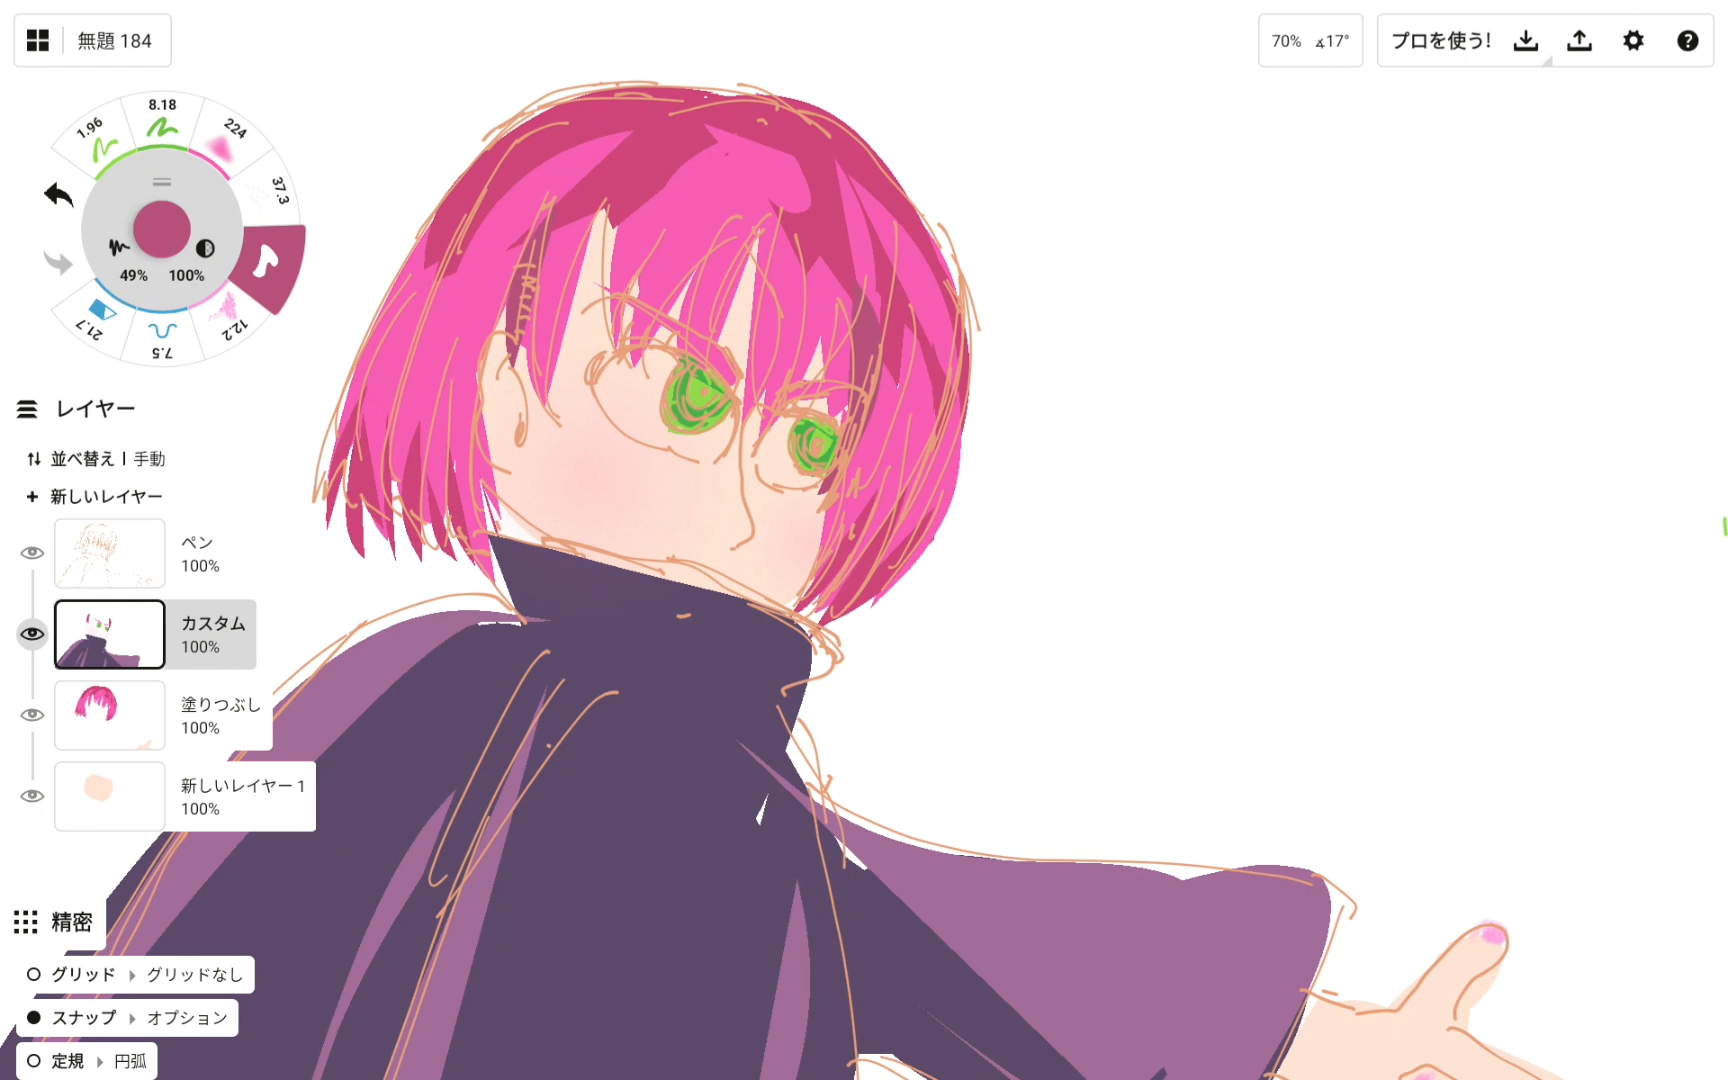 無題 184
70% ∡17°
プロを使う!
1.96
8.18
224
37.3
12.2
7.5
21.7
49%
100%
レイヤー
並べ替え | 手動
+ 新しいレイヤー
ペン
100%
カスタム
100%
塗りつぶし
100%
新しいレイヤー 1
100%
精密
グリッド グリッドなし
スナップ オプション
定規 円弧